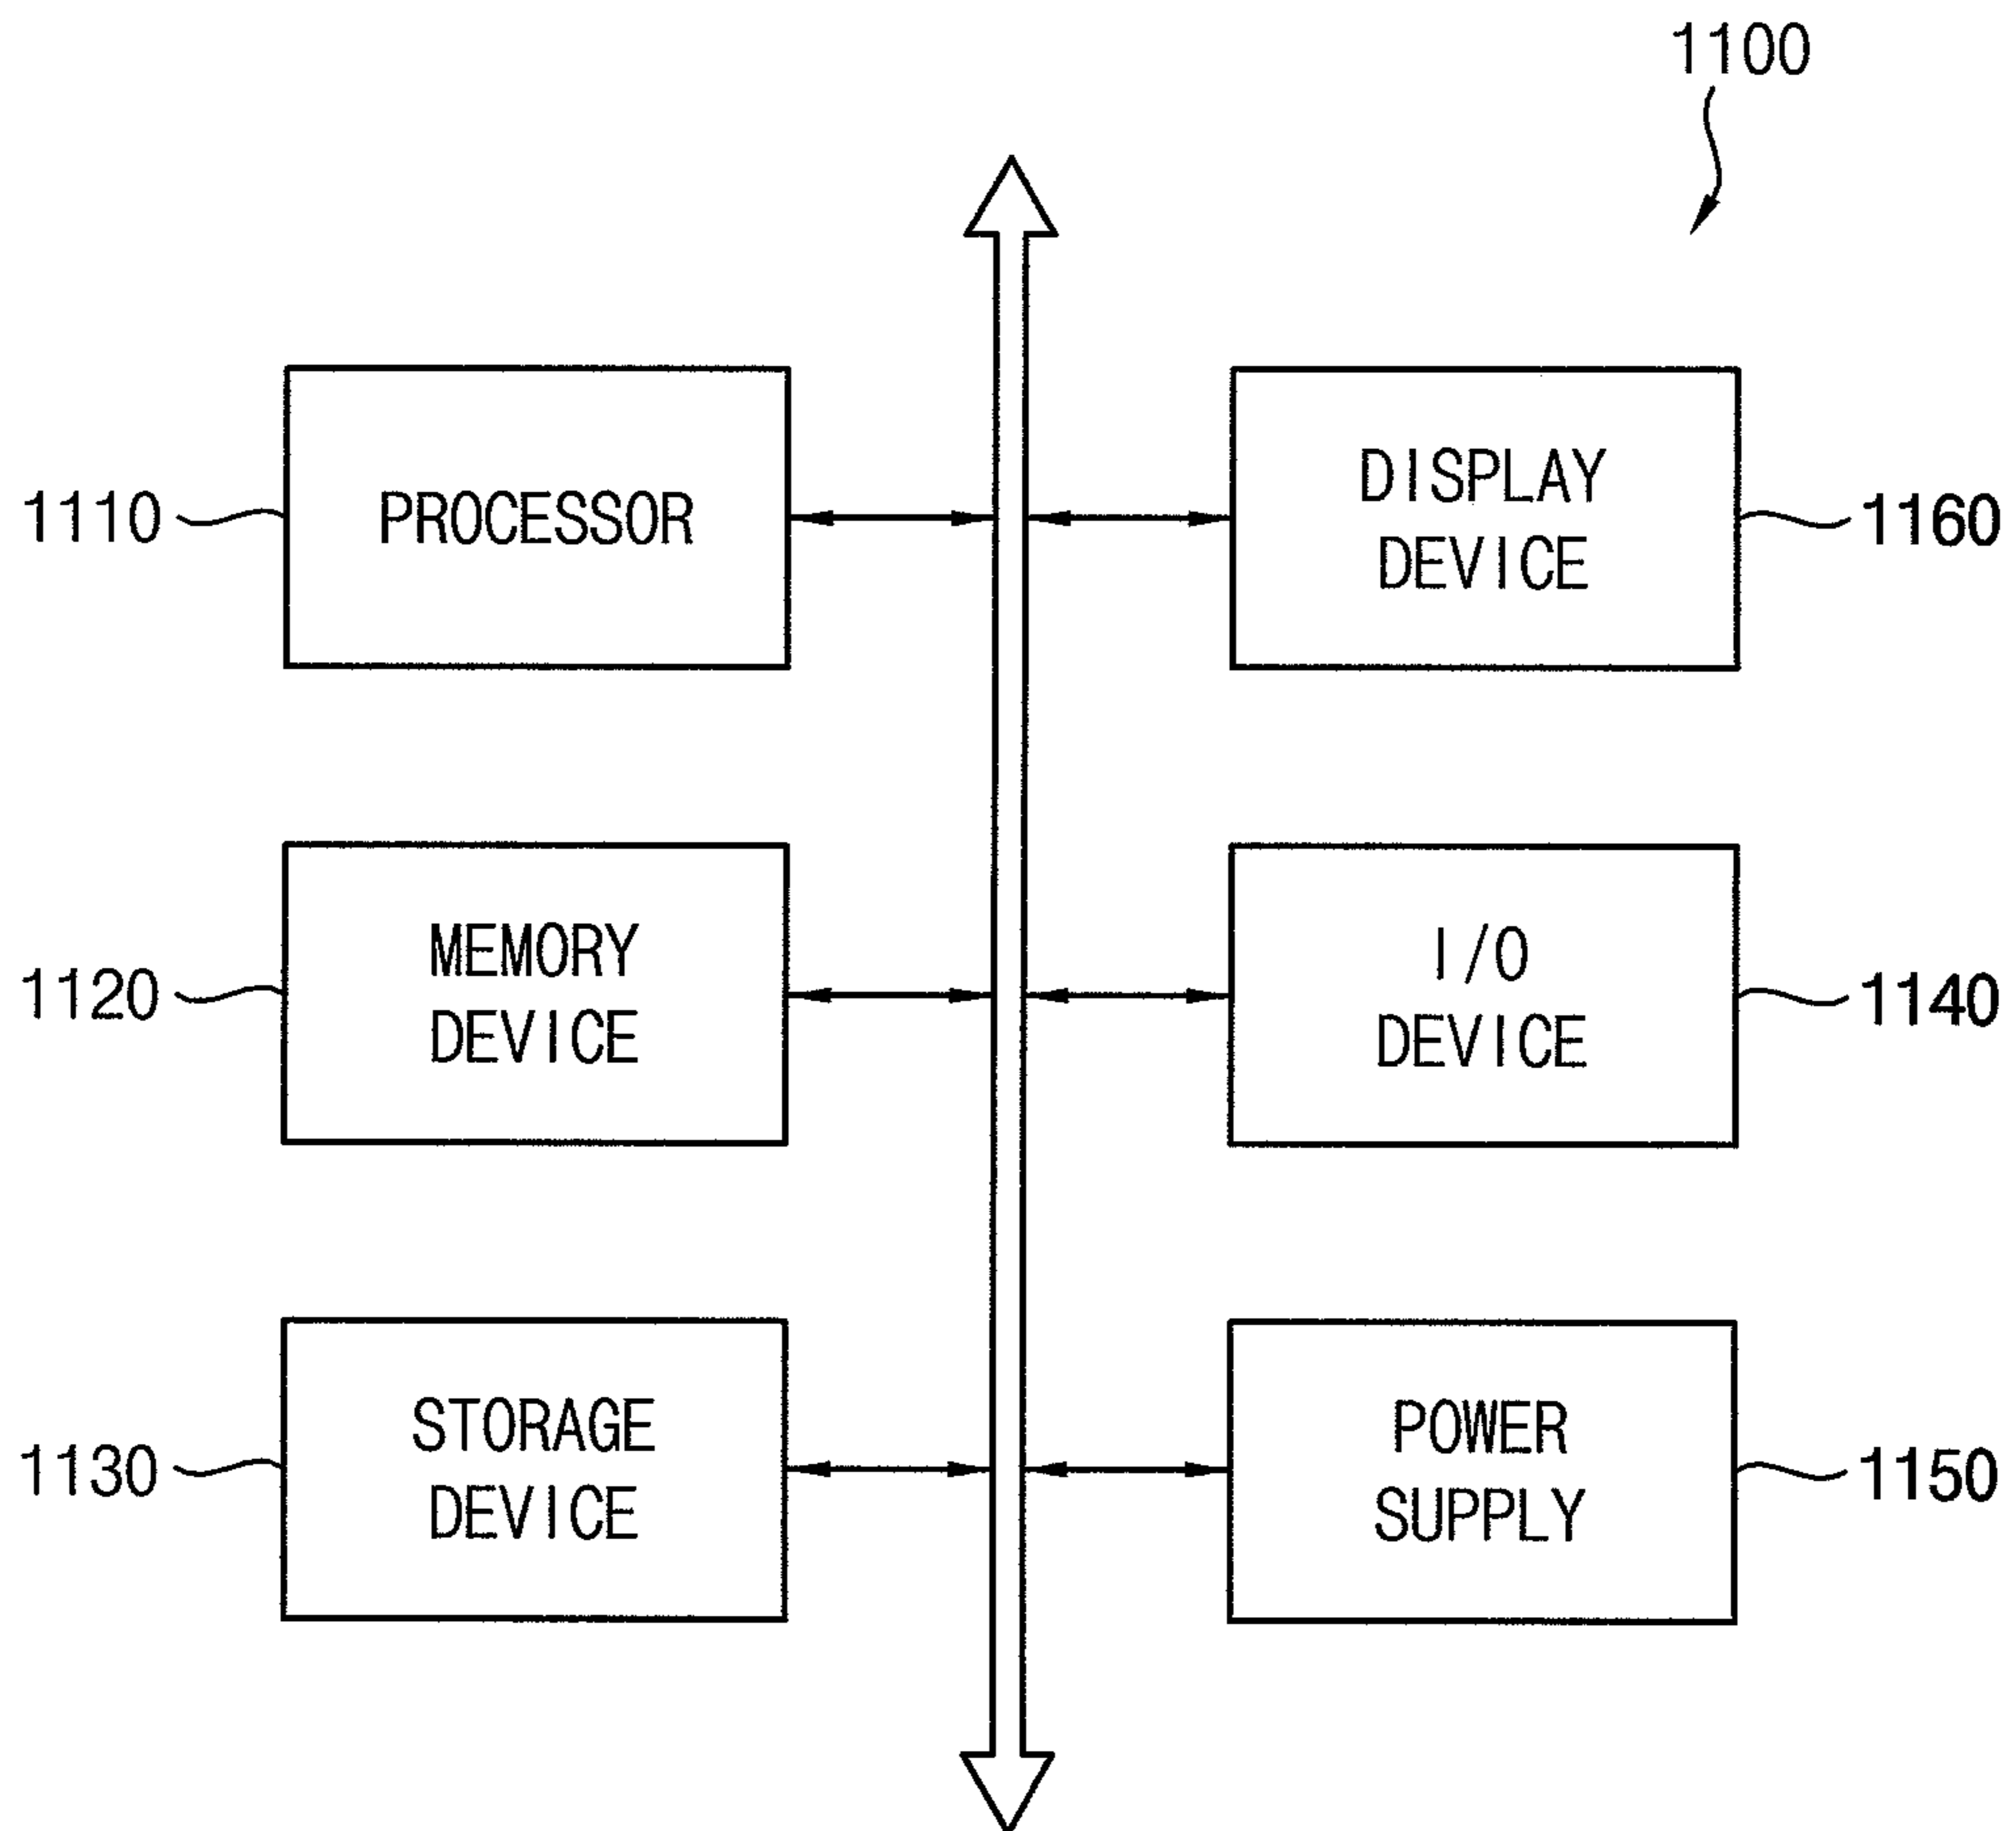 1100
1110
PROCESSOR
DISPLAY
DEVICE
1160
1120
MEMORY
DEVICE
I/O
DEVICE
1140
1130
STORAGE
DEVICE
POWER
SUPPLY
1150